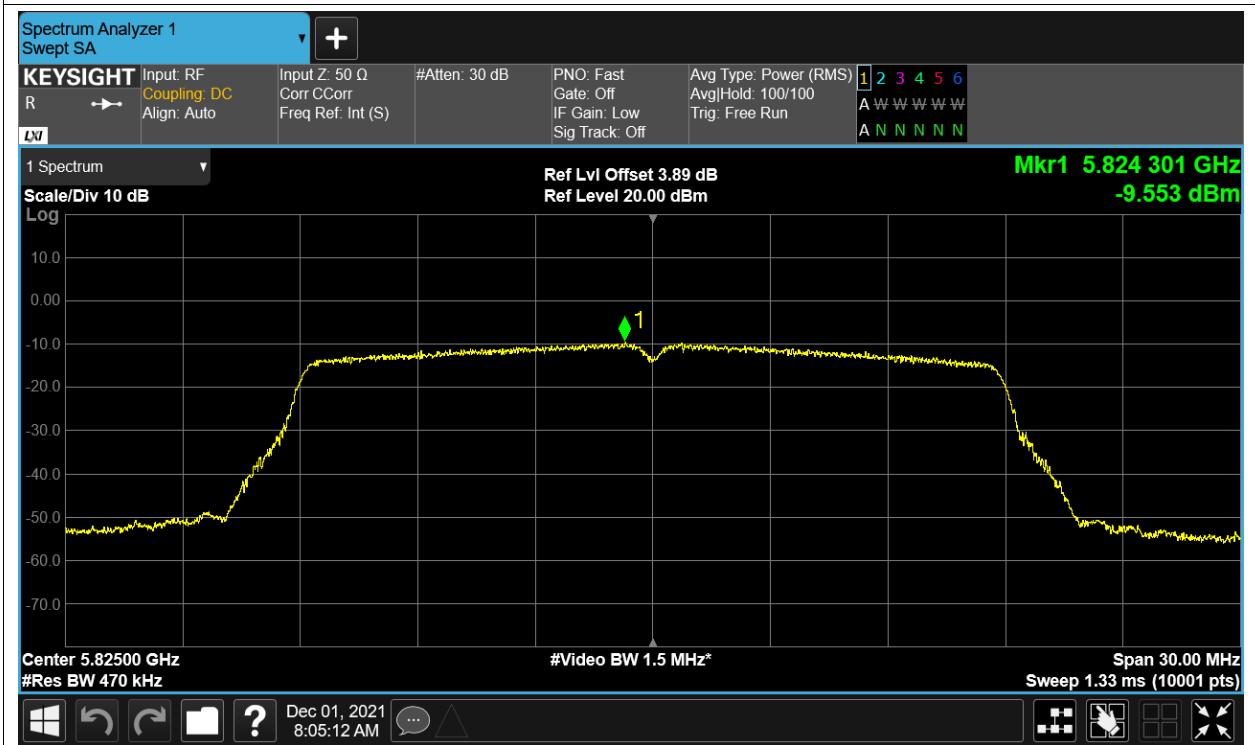 Spectrum Analyzer 1
Swept SA
KEYSIGHT
R
LXI
Input: RF
Coupling: DC
Align: Auto
Input Z: 50 Ω
Corr CCorr
Freq Ref: Int (S)
#Atten: 30 dB
PNO: Fast
Gate: Off
IF Gain: Low
Sig Track: Off
Avg Type: Power (RMS)
Avg|Hold: 100/100
Trig: Free Run
1 2 3 4 5 6
A W W W W W
A N N N N N
1 Spectrum
Scale/Div 10 dB
Log
Ref Lvl Offset 3.89 dB
Ref Level 20.00 dBm
Mkr1 5.824 301 GHz
-9.553 dBm
10.0
0.00
-10.0
-20.0
-30.0
-40.0
-50.0
-60.0
-70.0
1
Center 5.82500 GHz
#Res BW 470 kHz
#Video BW 1.5 MHz*
Span 30.00 MHz
Sweep 1.33 ms (10001 pts)
?
Dec 01, 2021
8:05:12 AM